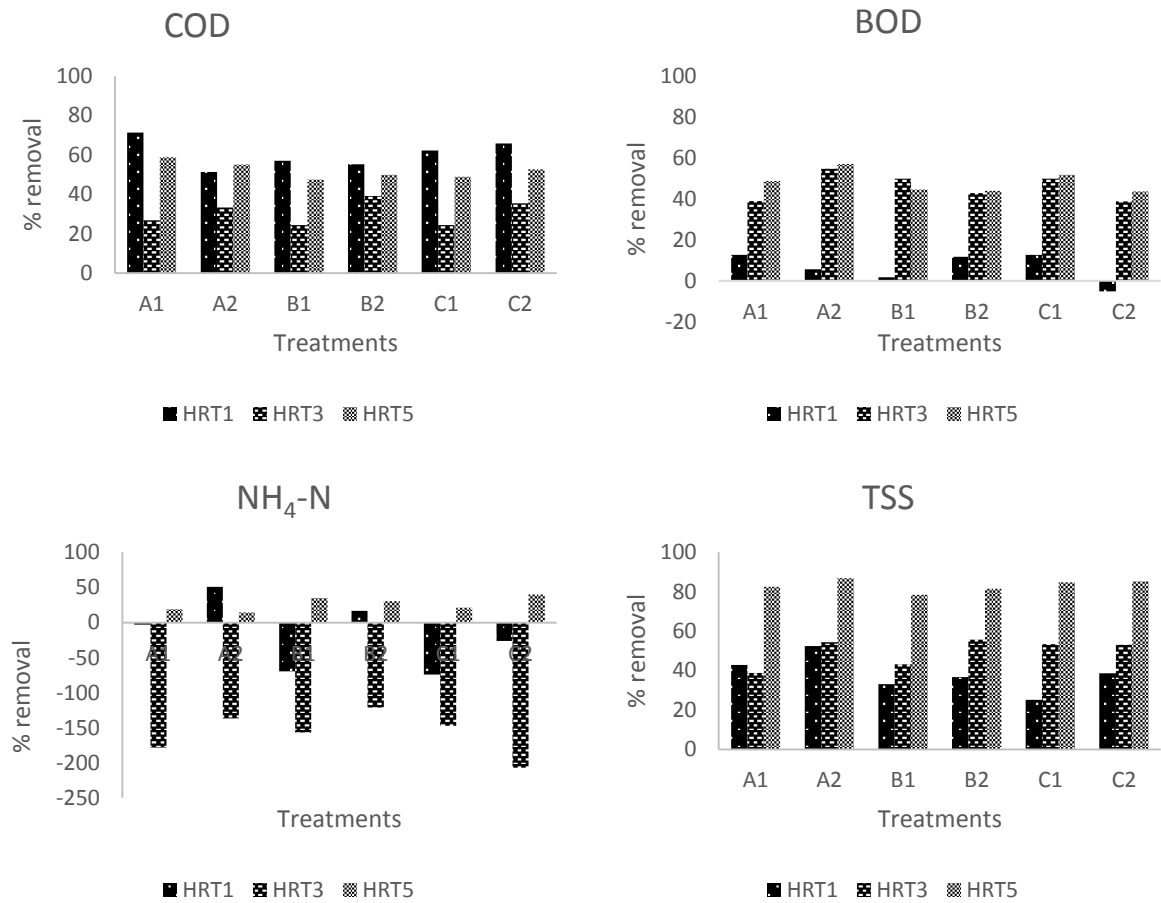 COD
% removal
100
80
60
40
20
0
A1 A2 B1 B2 C1 C2
Treatments
HRT1 HRT3 HRT5
BOD
% removal
100
80
60
40
20
0
-20
A1 A2 B1 B2 C1 C2
Treatments
HRT1 HRT3 HRT5
NH₄-N
% removal
100
50
0
-50
-100
-150
-200
-250
A1 A2 B1 B2 C1 C2
Treatments
HRT1 HRT3 HRT5
TSS
% removal
100
80
60
40
20
0
A1 A2 B1 B2 C1 C2
Treatments
HRT1 HRT3 HRT5